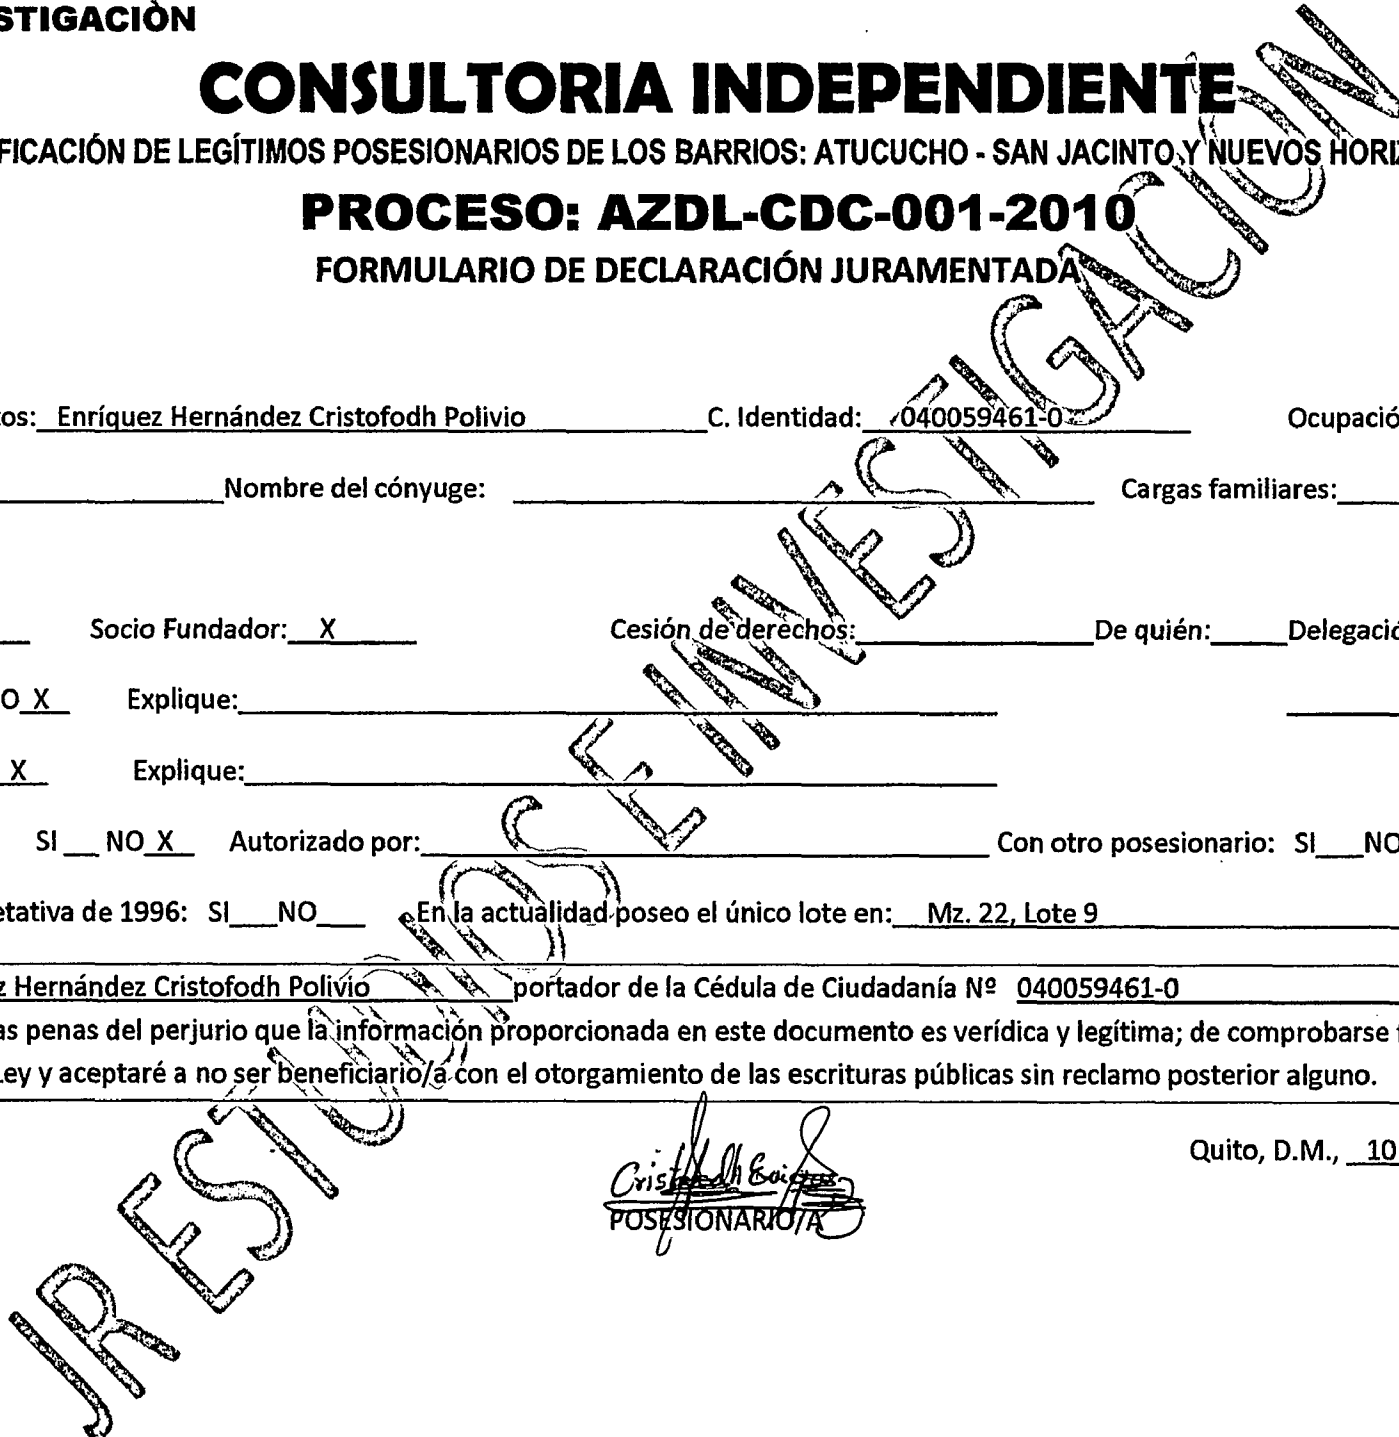 STIGACIÒN
CONSULTORIA INDEPENDIENTE
FICACIÓN DE LEGÍTIMOS POSESIONARIOS DE LOS BARRIOS: ATUCUCHO - SAN JACINTO Y NUEVOS HORI
PROCESO: AZDL-CDC-001-2010
FORMULARIO DE DECLARACIÓN JURAMENTADA
os: Enríquez Hernández Cristofodh Polivio C. Identidad: 040059461-0 Ocupació
Nombre del cónyuge: Cargas familiares:
Socio Fundador: X Cesión de derechos: De quién: Delegació
O X Explique:
X Explique:
SI NO X Autorizado por: Con otro posesionario: SI NO
etativa de 1996: SI NO En la actualidad poseo el único lote en: Mz. 22, Lote 9
z Hernández Cristofodh Polivio portador de la Cédula de Ciudadanía Nº 040059461-0
as penas del perjurio que la información proporcionada en este documento es verídica y legítima; de comprobarse
Ley y aceptaré a no ser beneficiario/a con el otorgamiento de las escrituras públicas sin reclamo posterior alguno.
Quito, D.M., 10
POSESIONARIO/A
JR ESTUDIOS E INVESTIGACION